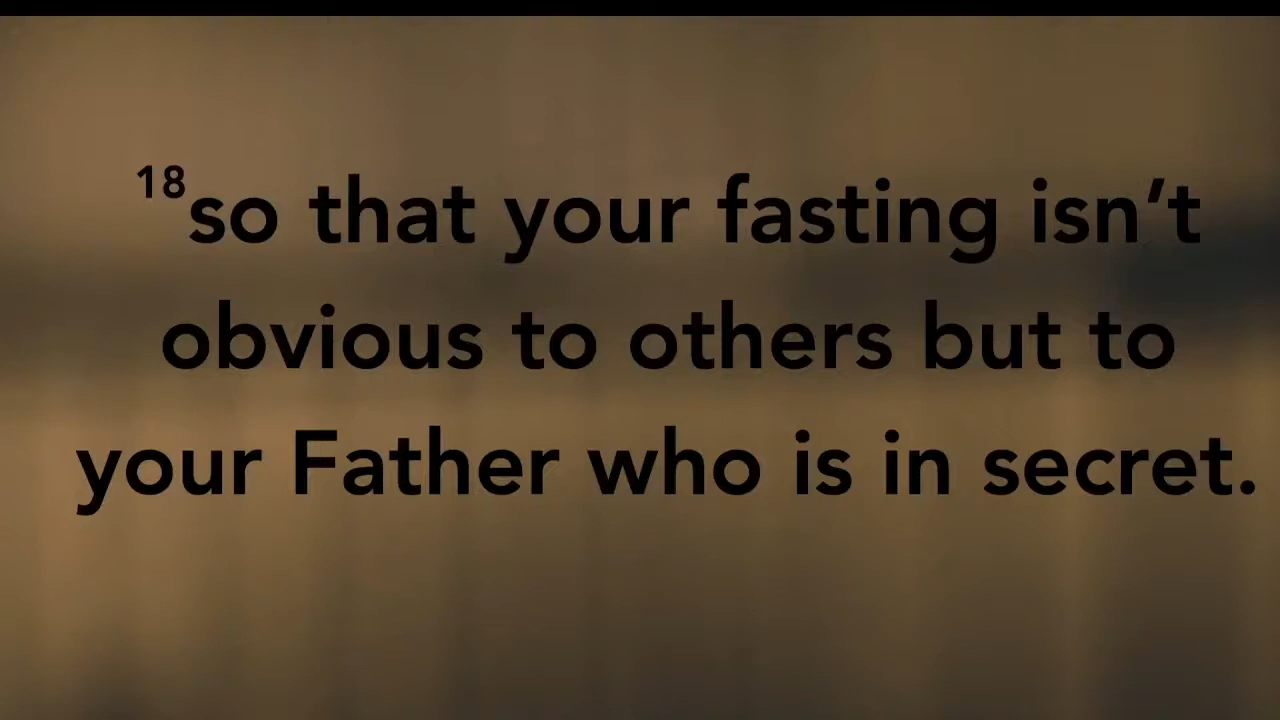 18so that your fasting isn’t
obvious to others but to
your Father who is in secret.